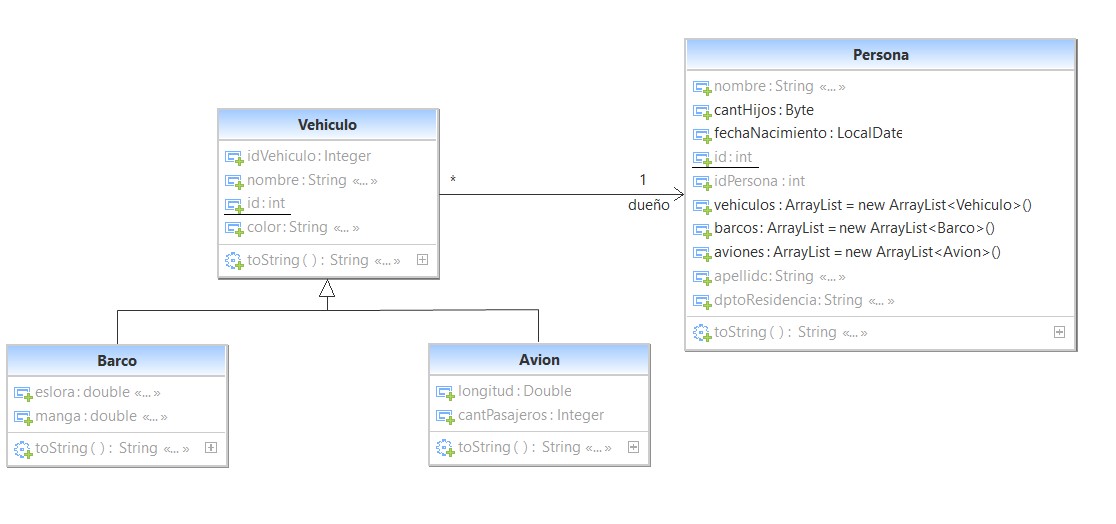 Persona
nombre : String «...»
cantHijos : Byte
fechaNacimiento : LocalDate
id : int
idPersona : int
vehiculos : ArrayList = new ArrayList<Vehiculo>()
barcos : ArrayList = new ArrayList<Barco>()
aviones : ArrayList = new ArrayList<Avion>()
apellidc : String «...»
dptoResidencia : String «...»
toString ( ) : String «...»
Vehiculo
idVehiculo : Integer
nombre : String «...»
id : int
color : String «...»
toString ( ) : String «...»
*
1
dueño
Barco
eslora : double «...»
manga : double «...»
toString ( ) : String «...»
Avion
longitud : Double
cantPasajeros : Integer
toString ( ) : String «...»